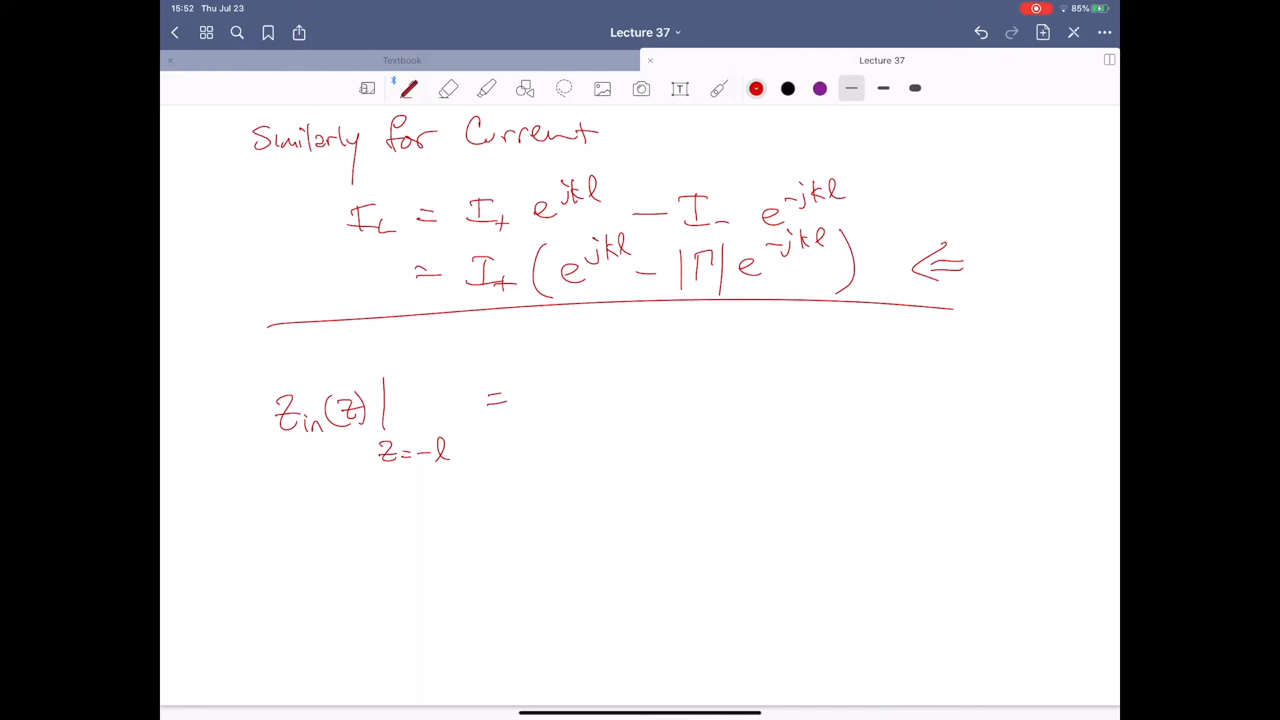 15:52 Thu Jul 23
85%
Lecture 37
Textbook
Lecture 37
T
Similarly for Current
I_L = I_+ e^{jkl} - I_- e^{-jkl}
= I_+ (e^{jkl} - |Γ| e^{-jkl}) ⇐
Z_in(z)|_{z=-l} =